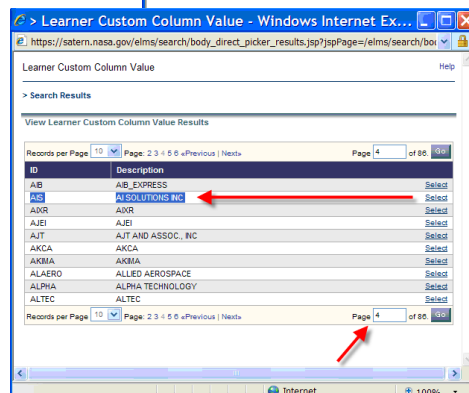 > Learner Custom Column Value - Windows Internet Ex...
https://satern.nasa.gov/elms/search/body_direct_picker_results.jsp?jspPage=/elms/search/bo
Learner Custom Column Value Help
> Search Results
View Learner Custom Column Value Results
Records per Page 10 Page: 2 3 4 5 6 «Previous | Next» Page 4 of 86. Go
ID Description
AIB AIB_EXPRESS Select
AIS AI SOLUTIONS INC Select
AIXR AIXR Select
AJEI AJEI Select
AJT AJT AND ASSOC., INC Select
AKCA AKCA Select
AKIMA AKIMA Select
ALAERO ALLIED AEROSPACE Select
ALPHA ALPHA TECHNOLOGY Select
ALTEC ALTEC Select
Records per Page 10 Page: 2 3 4 5 6 «Previous | Next» Page 4 of 86. Go
Internet 100%